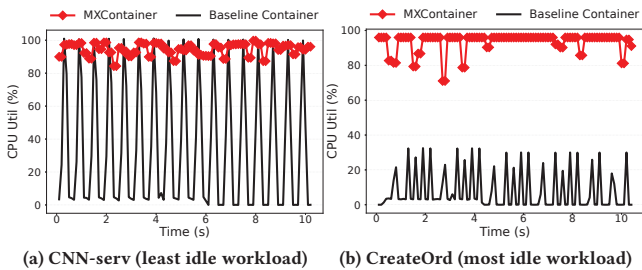 MXContainer Baseline Container MXContainer Baseline Container
100
80
60
40
20
0
CPU Util (%)
0 2 4 6 8 10
Time (s)
100
80
60
40
20
0
CPU Util (%)
0 2 4 6 8 10
Time (s)
(a) CNN-serv (least idle workload) (b) CreateOrd (most idle workload)